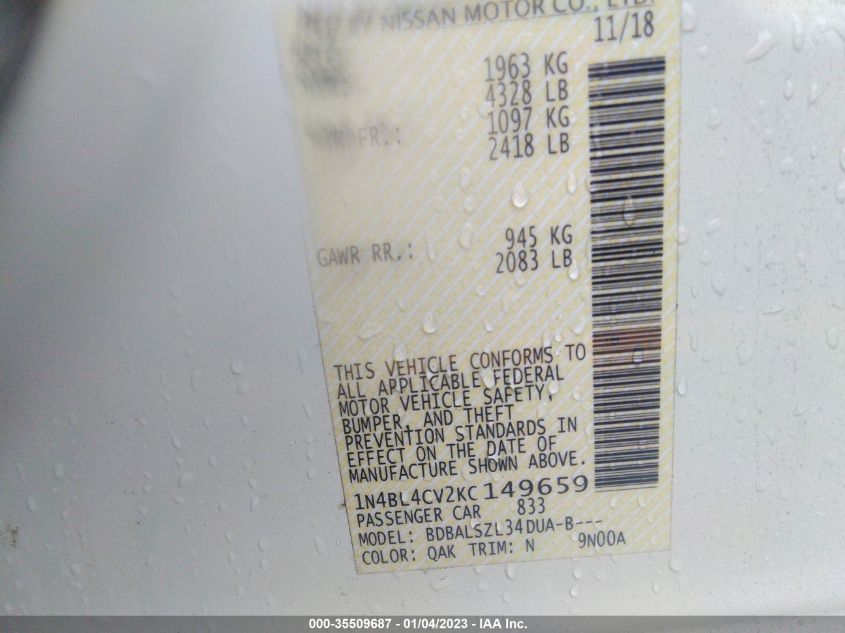 BY NISSAN MOTOR CO., LTD.
11/18
1963 KG
4328 LB
FR.: 1097 KG
2418 LB
GAWR RR.: 945 KG
2083 LB
THIS VEHICLE CONFORMS TO
ALL APPLICABLE FEDERAL
MOTOR VEHICLE SAFETY,
BUMPER, AND THEFT
PREVENTION STANDARDS IN
EFFECT ON THE DATE OF
MANUFACTURE SHOWN ABOVE.
1N4BL4CV2KC149659
PASSENGER CAR 833
MODEL: BDBALSZL34DUA-B---
COLOR: QAK TRIM: N 9N00A
000-35509687 - 01/04/2023 - IAA Inc.